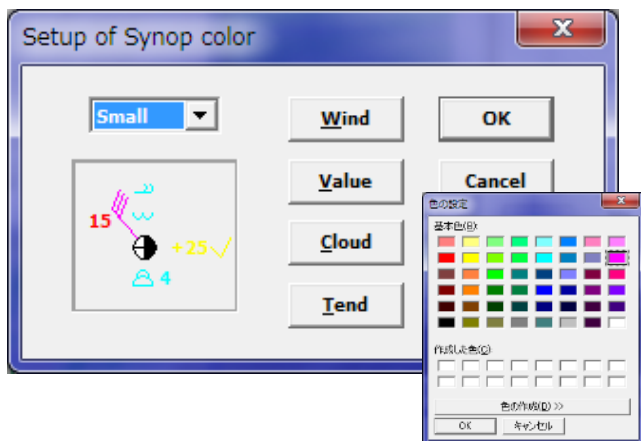 Setup of Synop color
Small
Wind
OK
Value
Cancel
15
+25
4
Cloud
Tend
色の設定
基本色(B):
作成した色(C):
色の作成(D) >>
OK
キャンセル